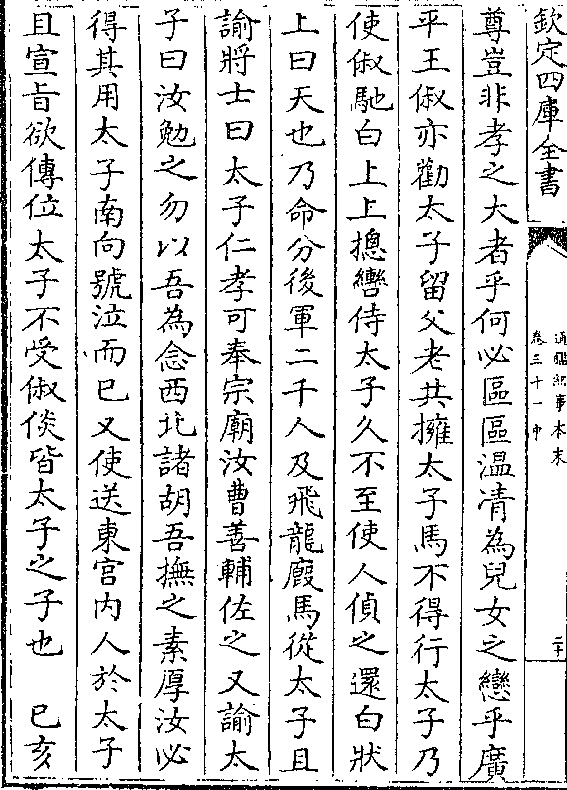 欽定四庫全書
通鑑紀事本末
卷三十一中
二十
尊豈非孝之大者乎何必區區温凊為兒女之戀乎廣
平王俶亦勸太子留父老共擁太子馬不得行太子乃
使俶馳白上上摠轡待太子久不至使人偵之還白狀
上曰天也乃命分後軍二千人及飛龍廐馬從太子且
諭將士曰太子仁孝可奉宗廟汝曹善輔佐之又諭太
子曰汝勉之勿以吾為念西北諸胡吾撫之素厚汝必
得其用太子南向號泣而已又使送東宮内人於太子
且宣旨欲傳位太子不受俶倓皆太子之子也　己亥